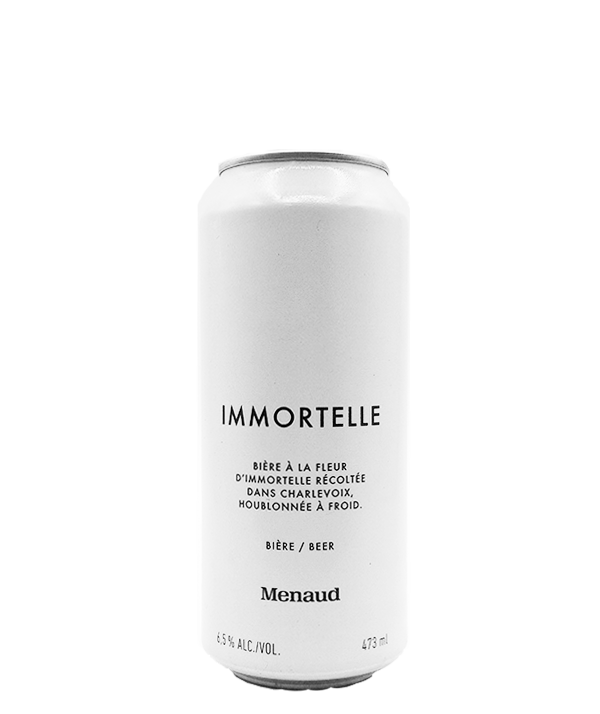 IMMORTELLE
BIÈRE À LA FLEUR
D'IMMORTELLE RÉCOLTÉE
DANS CHARLEVOIX,
HOUBLONNÉE À FROID.
BIÈRE / BEER
Menaud
6,5 % ALC./VOL. 473 ml